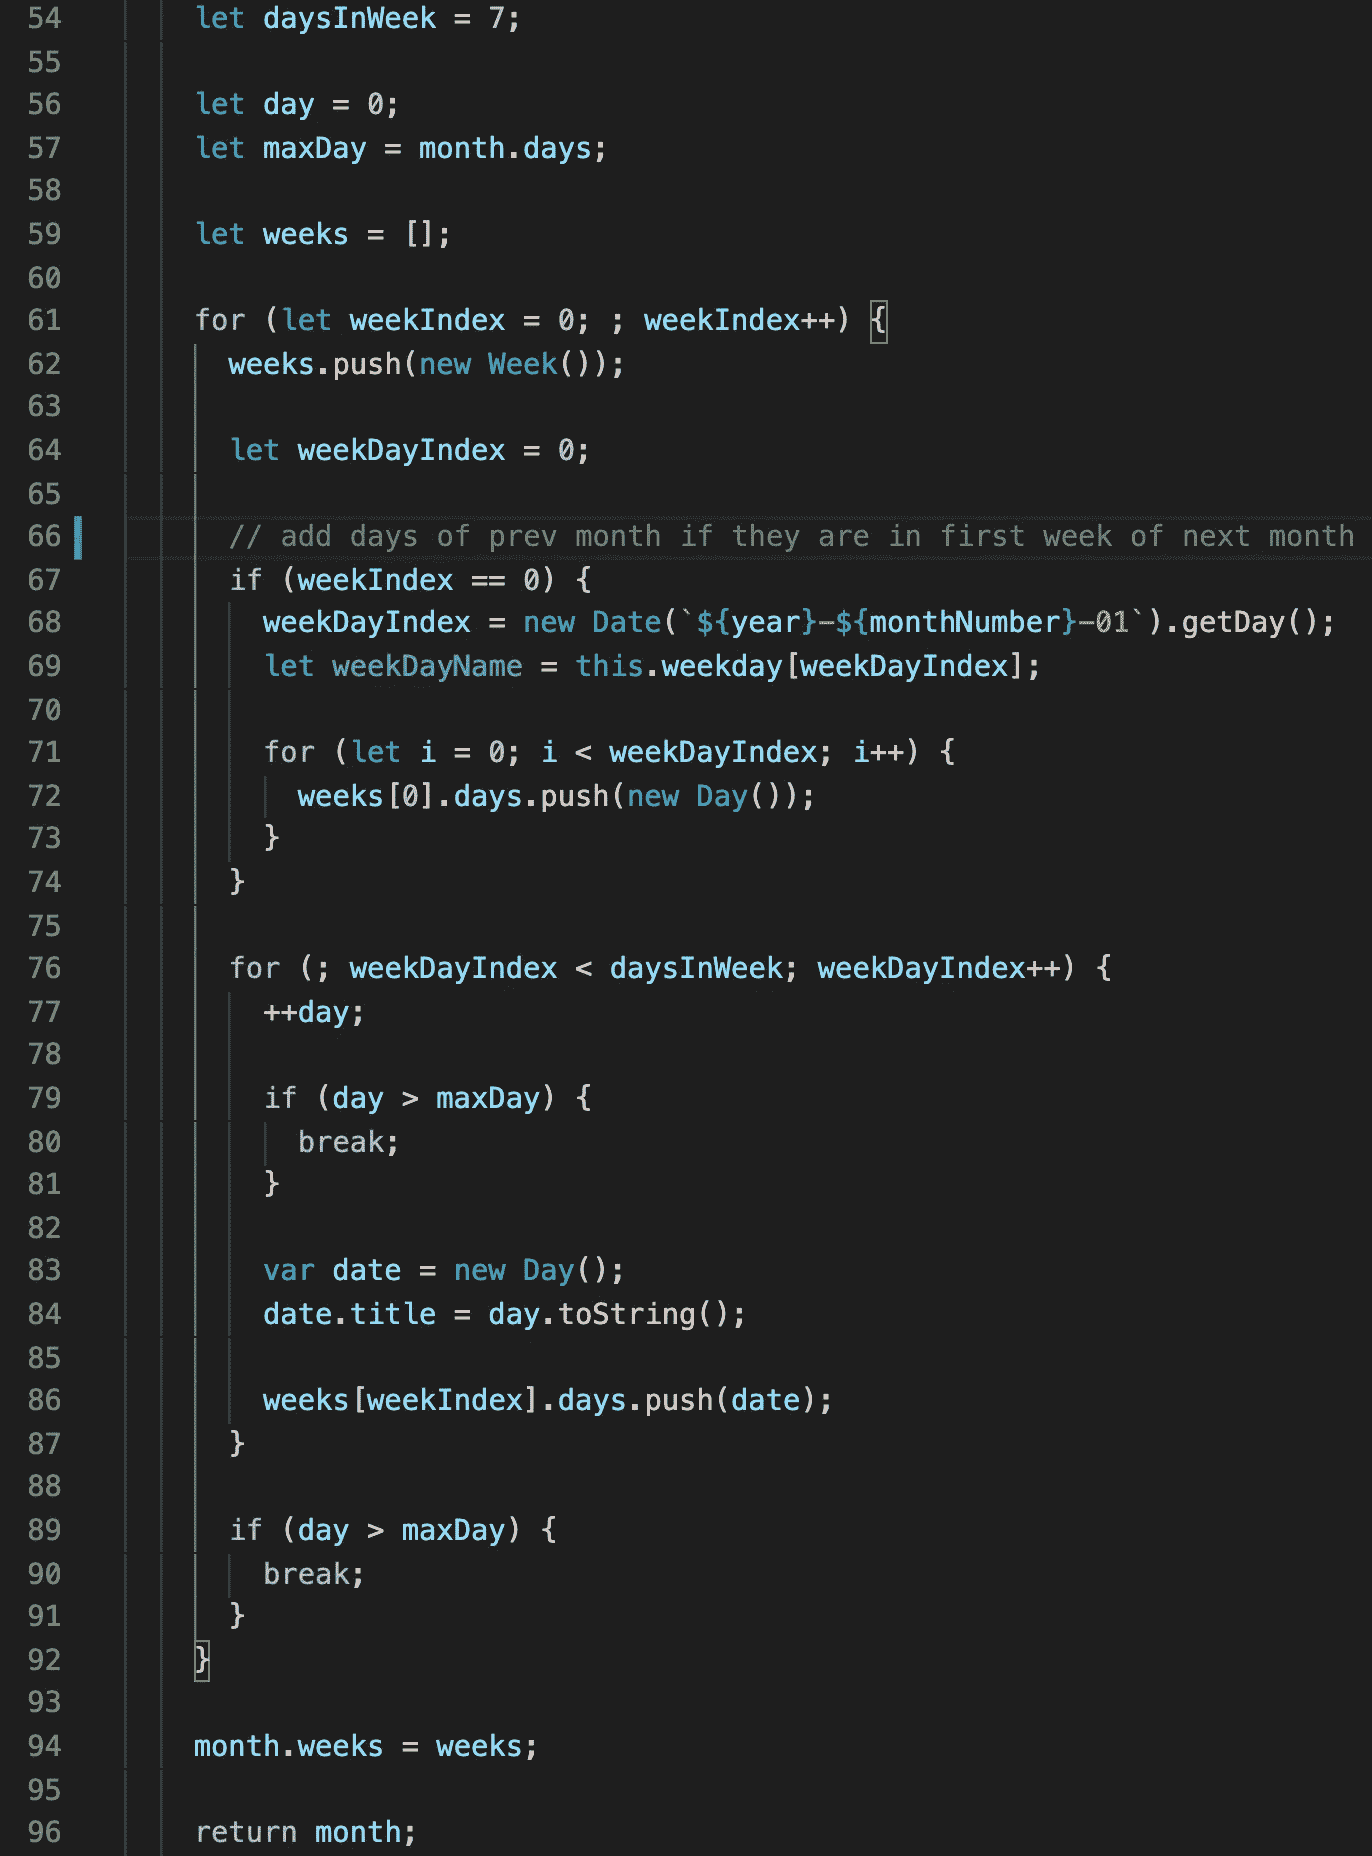 54 let daysInWeek = 7;
55
56 let day = 0;
57 let maxDay = month.days;
58
59 let weeks = [];
60
61 for (let weekIndex = 0; ; weekIndex++) {
62 weeks.push(new Week());
63
64 let weekDayIndex = 0;
65
66 // add days of prev month if they are in first week of next month
67 if (weekIndex == 0) {
68 weekDayIndex = new Date(`${year}-${monthNumber}-01`).getDay();
69 let weekDayName = this.weekday[weekDayIndex];
70
71 for (let i = 0; i < weekDayIndex; i++) {
72 weeks[0].days.push(new Day());
73 }
74 }
75
76 for (; weekDayIndex < daysInWeek; weekDayIndex++) {
77 ++day;
78
79 if (day > maxDay) {
80 break;
81 }
82
83 var date = new Day();
84 date.title = day.toString();
85
86 weeks[weekIndex].days.push(date);
87 }
88
89 if (day > maxDay) {
90 break;
91 }
92 }
93
94 month.weeks = weeks;
95
96 return month;